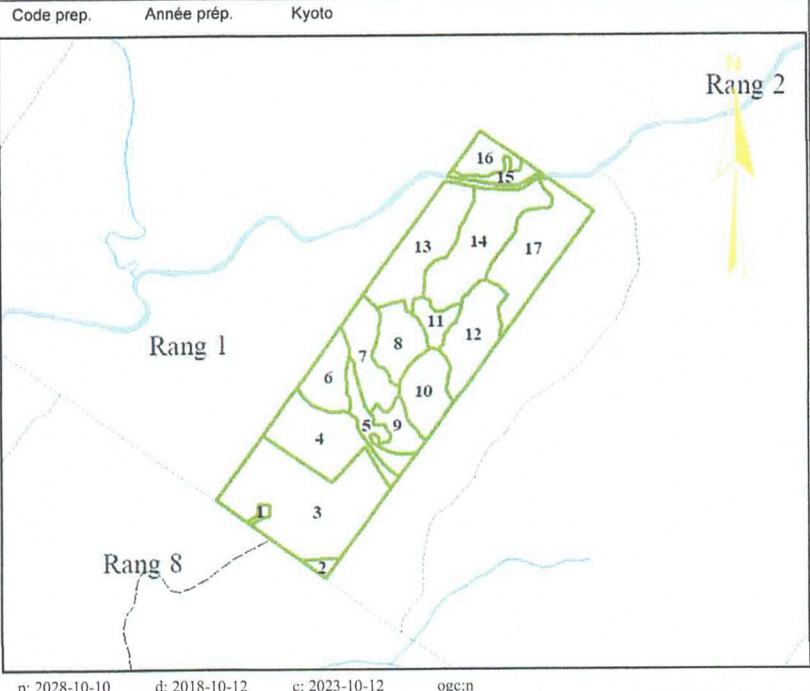 Code prep. Année prép. Kyoto
N
Rang 2
16
15
13
14
17
11
12
8
7
6
10
5
9
4
1
3
Rang 1
Rang 8
2
p: 2028-10-10 d: 2018-10-12 c: 2023-10-12 ogc:n